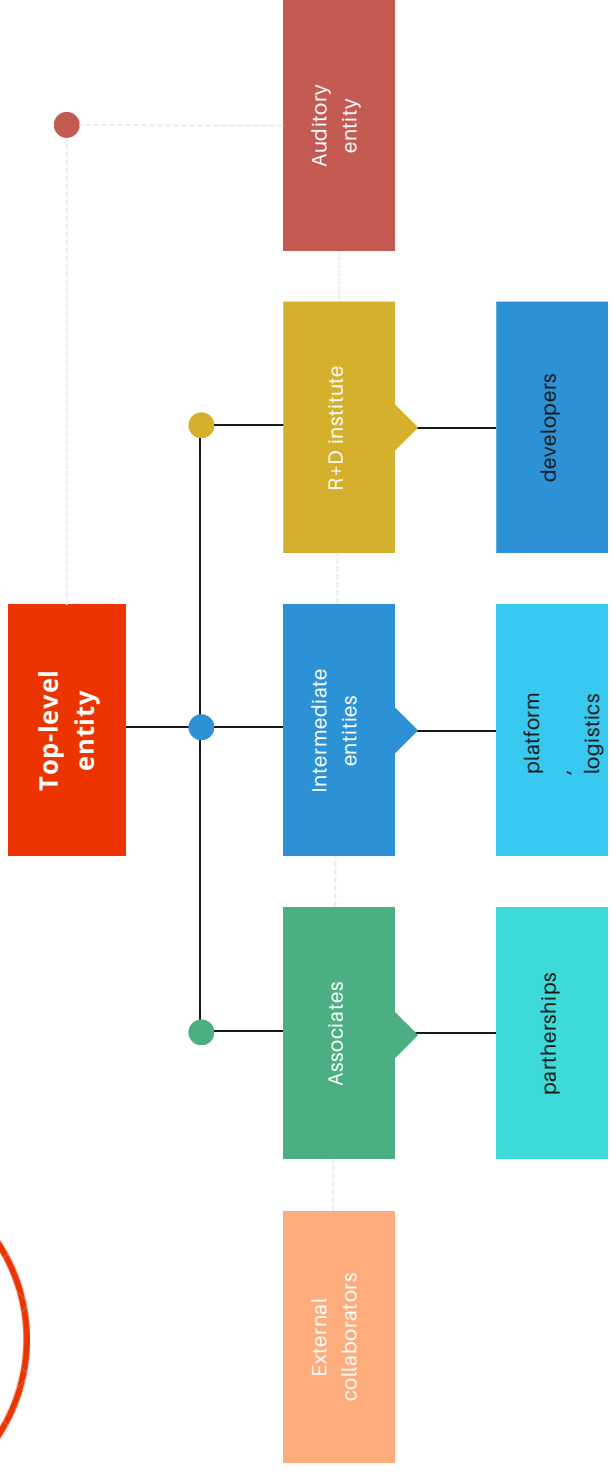 Top-level
entity
External
collaborators
Associates
Intermediate
entities
R+D institute
Auditory
entity
partherships
platform
,
logistics
developers